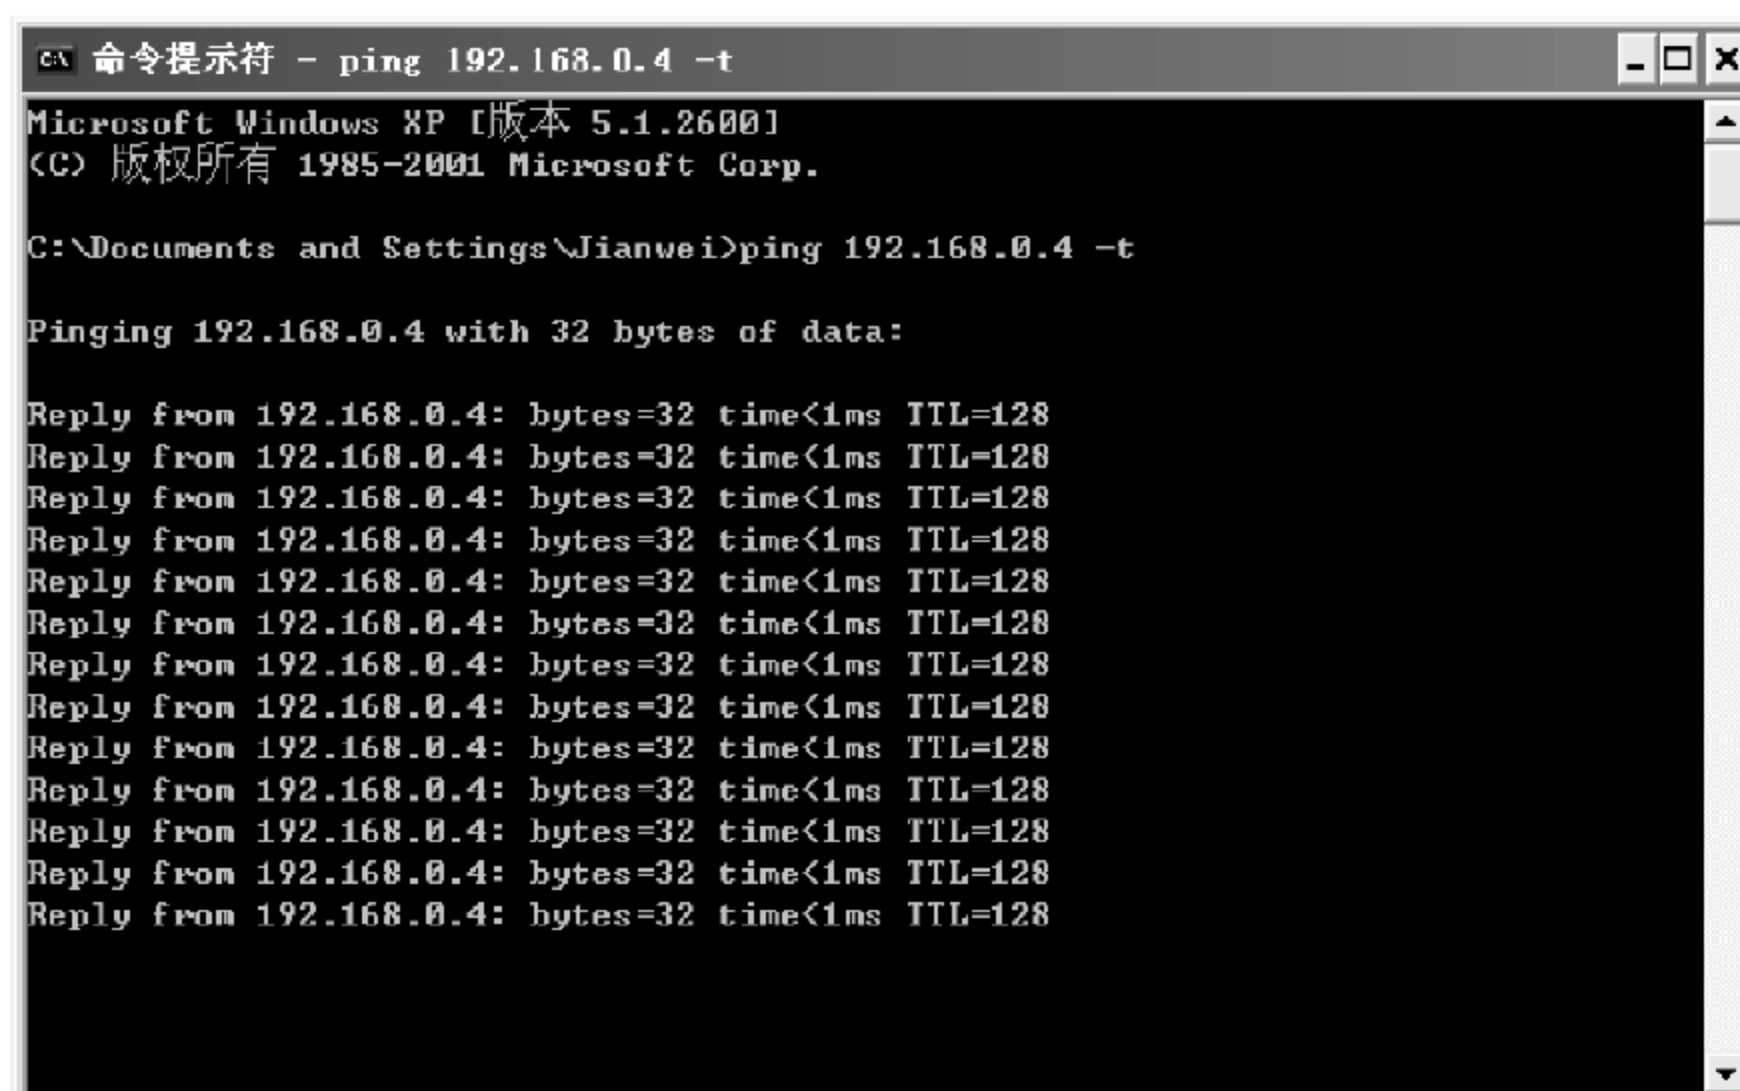 命令提示符 - ping 192.168.0.4 -t
Microsoft Windows XP [版本 5.1.2600]
(C) 版权所有 1985-2001 Microsoft Corp.
C:\Documents and Settings\Jianwei>ping 192.168.0.4 -t
Pinging 192.168.0.4 with 32 bytes of data:
Reply from 192.168.0.4: bytes=32 time<1ms TTL=128
Reply from 192.168.0.4: bytes=32 time<1ms TTL=128
Reply from 192.168.0.4: bytes=32 time<1ms TTL=128
Reply from 192.168.0.4: bytes=32 time<1ms TTL=128
Reply from 192.168.0.4: bytes=32 time<1ms TTL=128
Reply from 192.168.0.4: bytes=32 time<1ms TTL=128
Reply from 192.168.0.4: bytes=32 time<1ms TTL=128
Reply from 192.168.0.4: bytes=32 time<1ms TTL=128
Reply from 192.168.0.4: bytes=32 time<1ms TTL=128
Reply from 192.168.0.4: bytes=32 time<1ms TTL=128
Reply from 192.168.0.4: bytes=32 time<1ms TTL=128
Reply from 192.168.0.4: bytes=32 time<1ms TTL=128
Reply from 192.168.0.4: bytes=32 time<1ms TTL=128